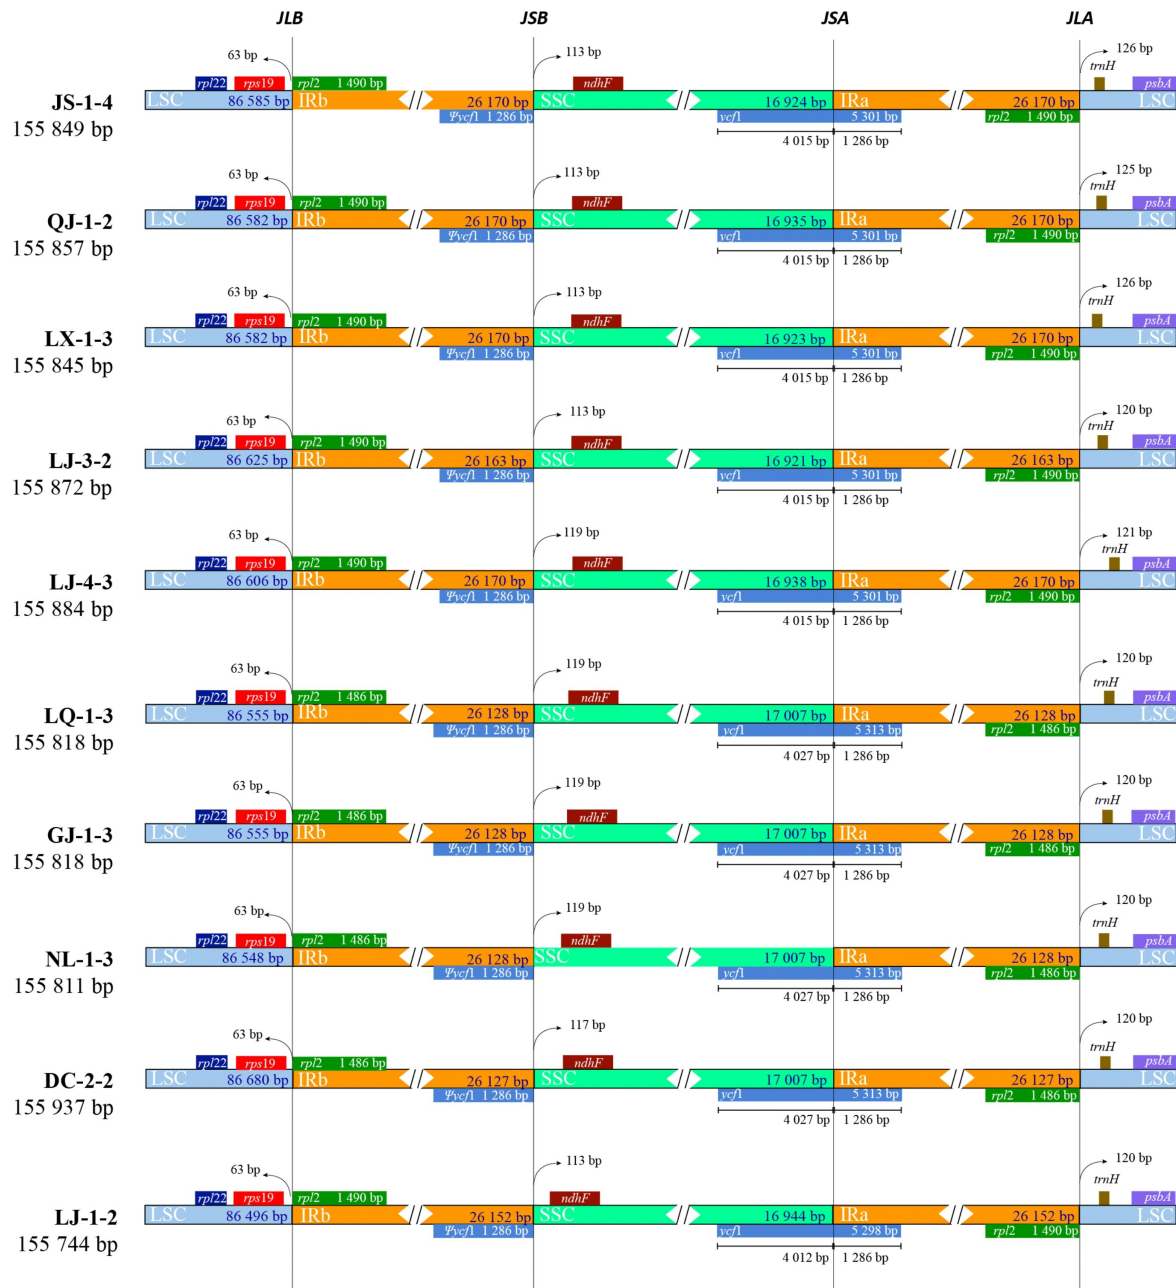 JLB JSB JSA JLA
63 bp 113 bp 126 bp
rpl22 rps19 rpl2 1 490 bp ndhF trnH psbA
JS-1-4 LSC 86 585 bp IRb 26 170 bp SSC 16 924 bp IRa 26 170 bp LSC
155 849 bp Ψycf1 1 286 bp ycf1 5 301 bp rpl2 1 490 bp
4 015 bp 1 286 bp
63 bp 113 bp 125 bp
rpl22 rps19 rpl2 1 490 bp ndhF trnH psbA
QJ-1-2 LSC 86 582 bp IRb 26 170 bp SSC 16 935 bp IRa 26 170 bp LSC
155 857 bp Ψycf1 1 286 bp ycf1 5 301 bp rpl2 1 490 bp
4 015 bp 1 286 bp
63 bp 113 bp 126 bp
rpl22 rps19 rpl2 1 490 bp ndhF trnH psbA
LX-1-3 LSC 86 582 bp IRb 26 170 bp SSC 16 923 bp IRa 26 170 bp LSC
155 845 bp Ψycf1 1 286 bp ycf1 5 301 bp rpl2 1 490 bp
4 015 bp 1 286 bp
63 bp 113 bp 120 bp
rpl22 rps19 rpl2 1 490 bp ndhF trnH psbA
LJ-3-2 LSC 86 625 bp IRb 26 163 bp SSC 16 921 bp IRa 26 163 bp LSC
155 872 bp Ψycf1 1 286 bp ycf1 5 301 bp rpl2 1 490 bp
4 015 bp 1 286 bp
63 bp 119 bp 121 bp
rpl22 rps19 rpl2 1 490 bp ndhF trnH psbA
LJ-4-3 LSC 86 606 bp IRb 26 170 bp SSC 16 938 bp IRa 26 170 bp LSC
155 884 bp Ψycf1 1 286 bp ycf1 5 301 bp rpl2 1 490 bp
4 015 bp 1 286 bp
63 bp 119 bp 120 bp
rpl22 rps19 rpl2 1 486 bp ndhF trnH psbA
LQ-1-3 LSC 86 555 bp IRb 26 128 bp SSC 17 007 bp IRa 26 128 bp LSC
155 818 bp Ψycf1 1 286 bp ycf1 5 313 bp rpl2 1 486 bp
4 027 bp 1 286 bp
63 bp 119 bp 120 bp
rpl22 rps19 rpl2 1 486 bp ndhF trnH psbA
GJ-1-3 LSC 86 555 bp IRb 26 128 bp SSC 17 007 bp IRa 26 128 bp LSC
155 818 bp Ψycf1 1 286 bp ycf1 5 313 bp rpl2 1 486 bp
4 027 bp 1 286 bp
63 bp 119 bp 120 bp
rpl22 rps19 rpl2 1 486 bp ndhF trnH psbA
NL-1-3 LSC 86 548 bp IRb 26 128 bp SSC 17 007 bp IRa 26 128 bp LSC
155 811 bp Ψycf1 1 286 bp ycf1 5 313 bp rpl2 1 486 bp
4 027 bp 1 286 bp
63 bp 117 bp 120 bp
rpl22 rps19 rpl2 1 486 bp ndhF trnH psbA
DC-2-2 LSC 86 680 bp IRb 26 127 bp SSC 17 007 bp IRa 26 127 bp LSC
155 937 bp Ψycf1 1 286 bp ycf1 5 313 bp rpl2 1 486 bp
4 027 bp 1 286 bp
63 bp 113 bp 120 bp
rpl22 rps19 rpl2 1 490 bp ndhF trnH psbA
LJ-1-2 LSC 86 496 bp IRb 26 152 bp SSC 16 944 bp IRa 26 152 bp LSC
155 744 bp Ψycf1 1 286 bp ycf1 5 298 bp rpl2 1 490 bp
4 012 bp 1 286 bp